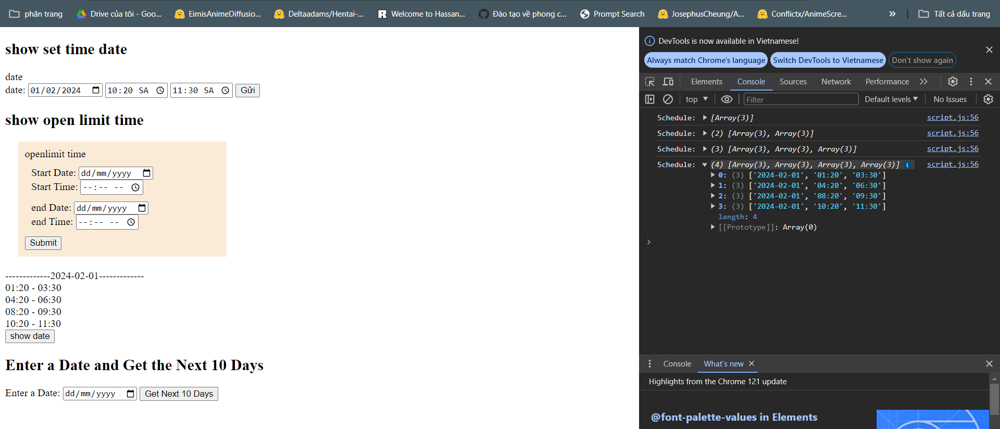 phân trang
Drive của tôi - Goo...
EimisAnimeDiffusio...
Deltaadams/Hentai-...
Welcome to Hassan...
Đào tạo về phong c...
Prompt Search
JosephusCheung/A...
Conflictx/AnimeScre...
Tất cả dấu trang
show set time date
date
date: 01/02/2024 10:20 SA 11:30 SA Gửi
show open limit time
openlimit time
Start Date: dd/mm/yyyy
Start Time: --:-- --
end Date: dd/mm/yyyy
end Time: --:-- --
Submit
-------------2024-02-01-------------
01:20 - 03:30
04:20 - 06:30
08:20 - 09:30
10:20 - 11:30
show date
Enter a Date and Get the Next 10 Days
Enter a Date: dd/mm/yyyy Get Next 10 Days
DevTools is now available in Vietnamese!
Always match Chrome's language Switch DevTools to Vietnamese Don't show again
Elements Console Sources Network Performance
top Filter Default levels No Issues
Schedule: [Array(3)] script.js:56
Schedule: (2) [Array(3), Array(3)] script.js:56
Schedule: (3) [Array(3), Array(3), Array(3)] script.js:56
Schedule: (4) [Array(3), Array(3), Array(3), Array(3)] i script.js:56
0: (3) ['2024-02-01', '01:20', '03:30']
1: (3) ['2024-02-01', '04:20', '06:30']
2: (3) ['2024-02-01', '08:20', '09:30']
3: (3) ['2024-02-01', '10:20', '11:30']
length: 4
[[Prototype]]: Array(0)
Console What's new
Highlights from the Chrome 121 update
@font-palette-values in Elements